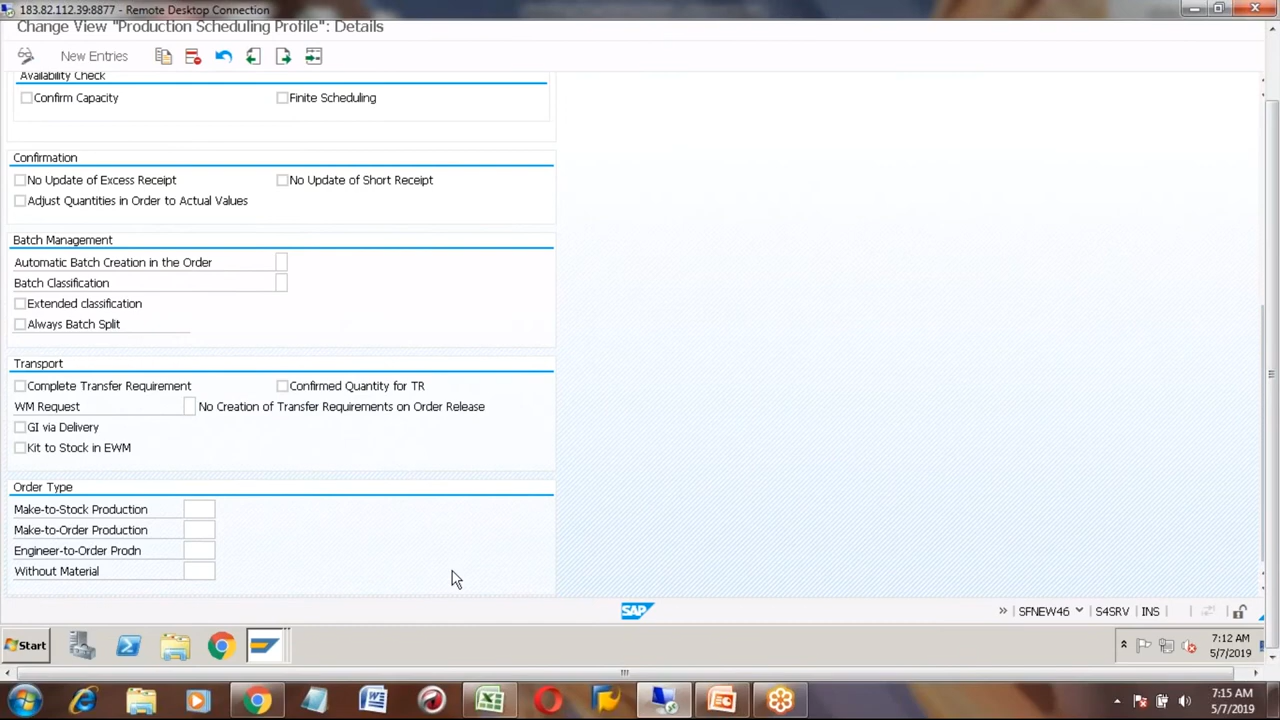 183.82.112.39:8877 - Remote Desktop Connection
Change View "Production Scheduling Profile": Details
New Entries
Availability Check
Confirm Capacity Finite Scheduling
Confirmation
No Update of Excess Receipt No Update of Short Receipt
Adjust Quantities in Order to Actual Values
Batch Management
Automatic Batch Creation in the Order
Batch Classification
Extended classification
Always Batch Split
Transport
Complete Transfer Requirement Confirmed Quantity for TR
WM Request No Creation of Transfer Requirements on Order Release
GI via Delivery
Kit to Stock in EWM
Order Type
Make-to-Stock Production
Make-to-Order Production
Engineer-to-Order Prodn
Without Material
SAP » SFNEW46 S4SRV INS
Start 7:12 AM
5/7/2019
7:15 AM
5/7/2019